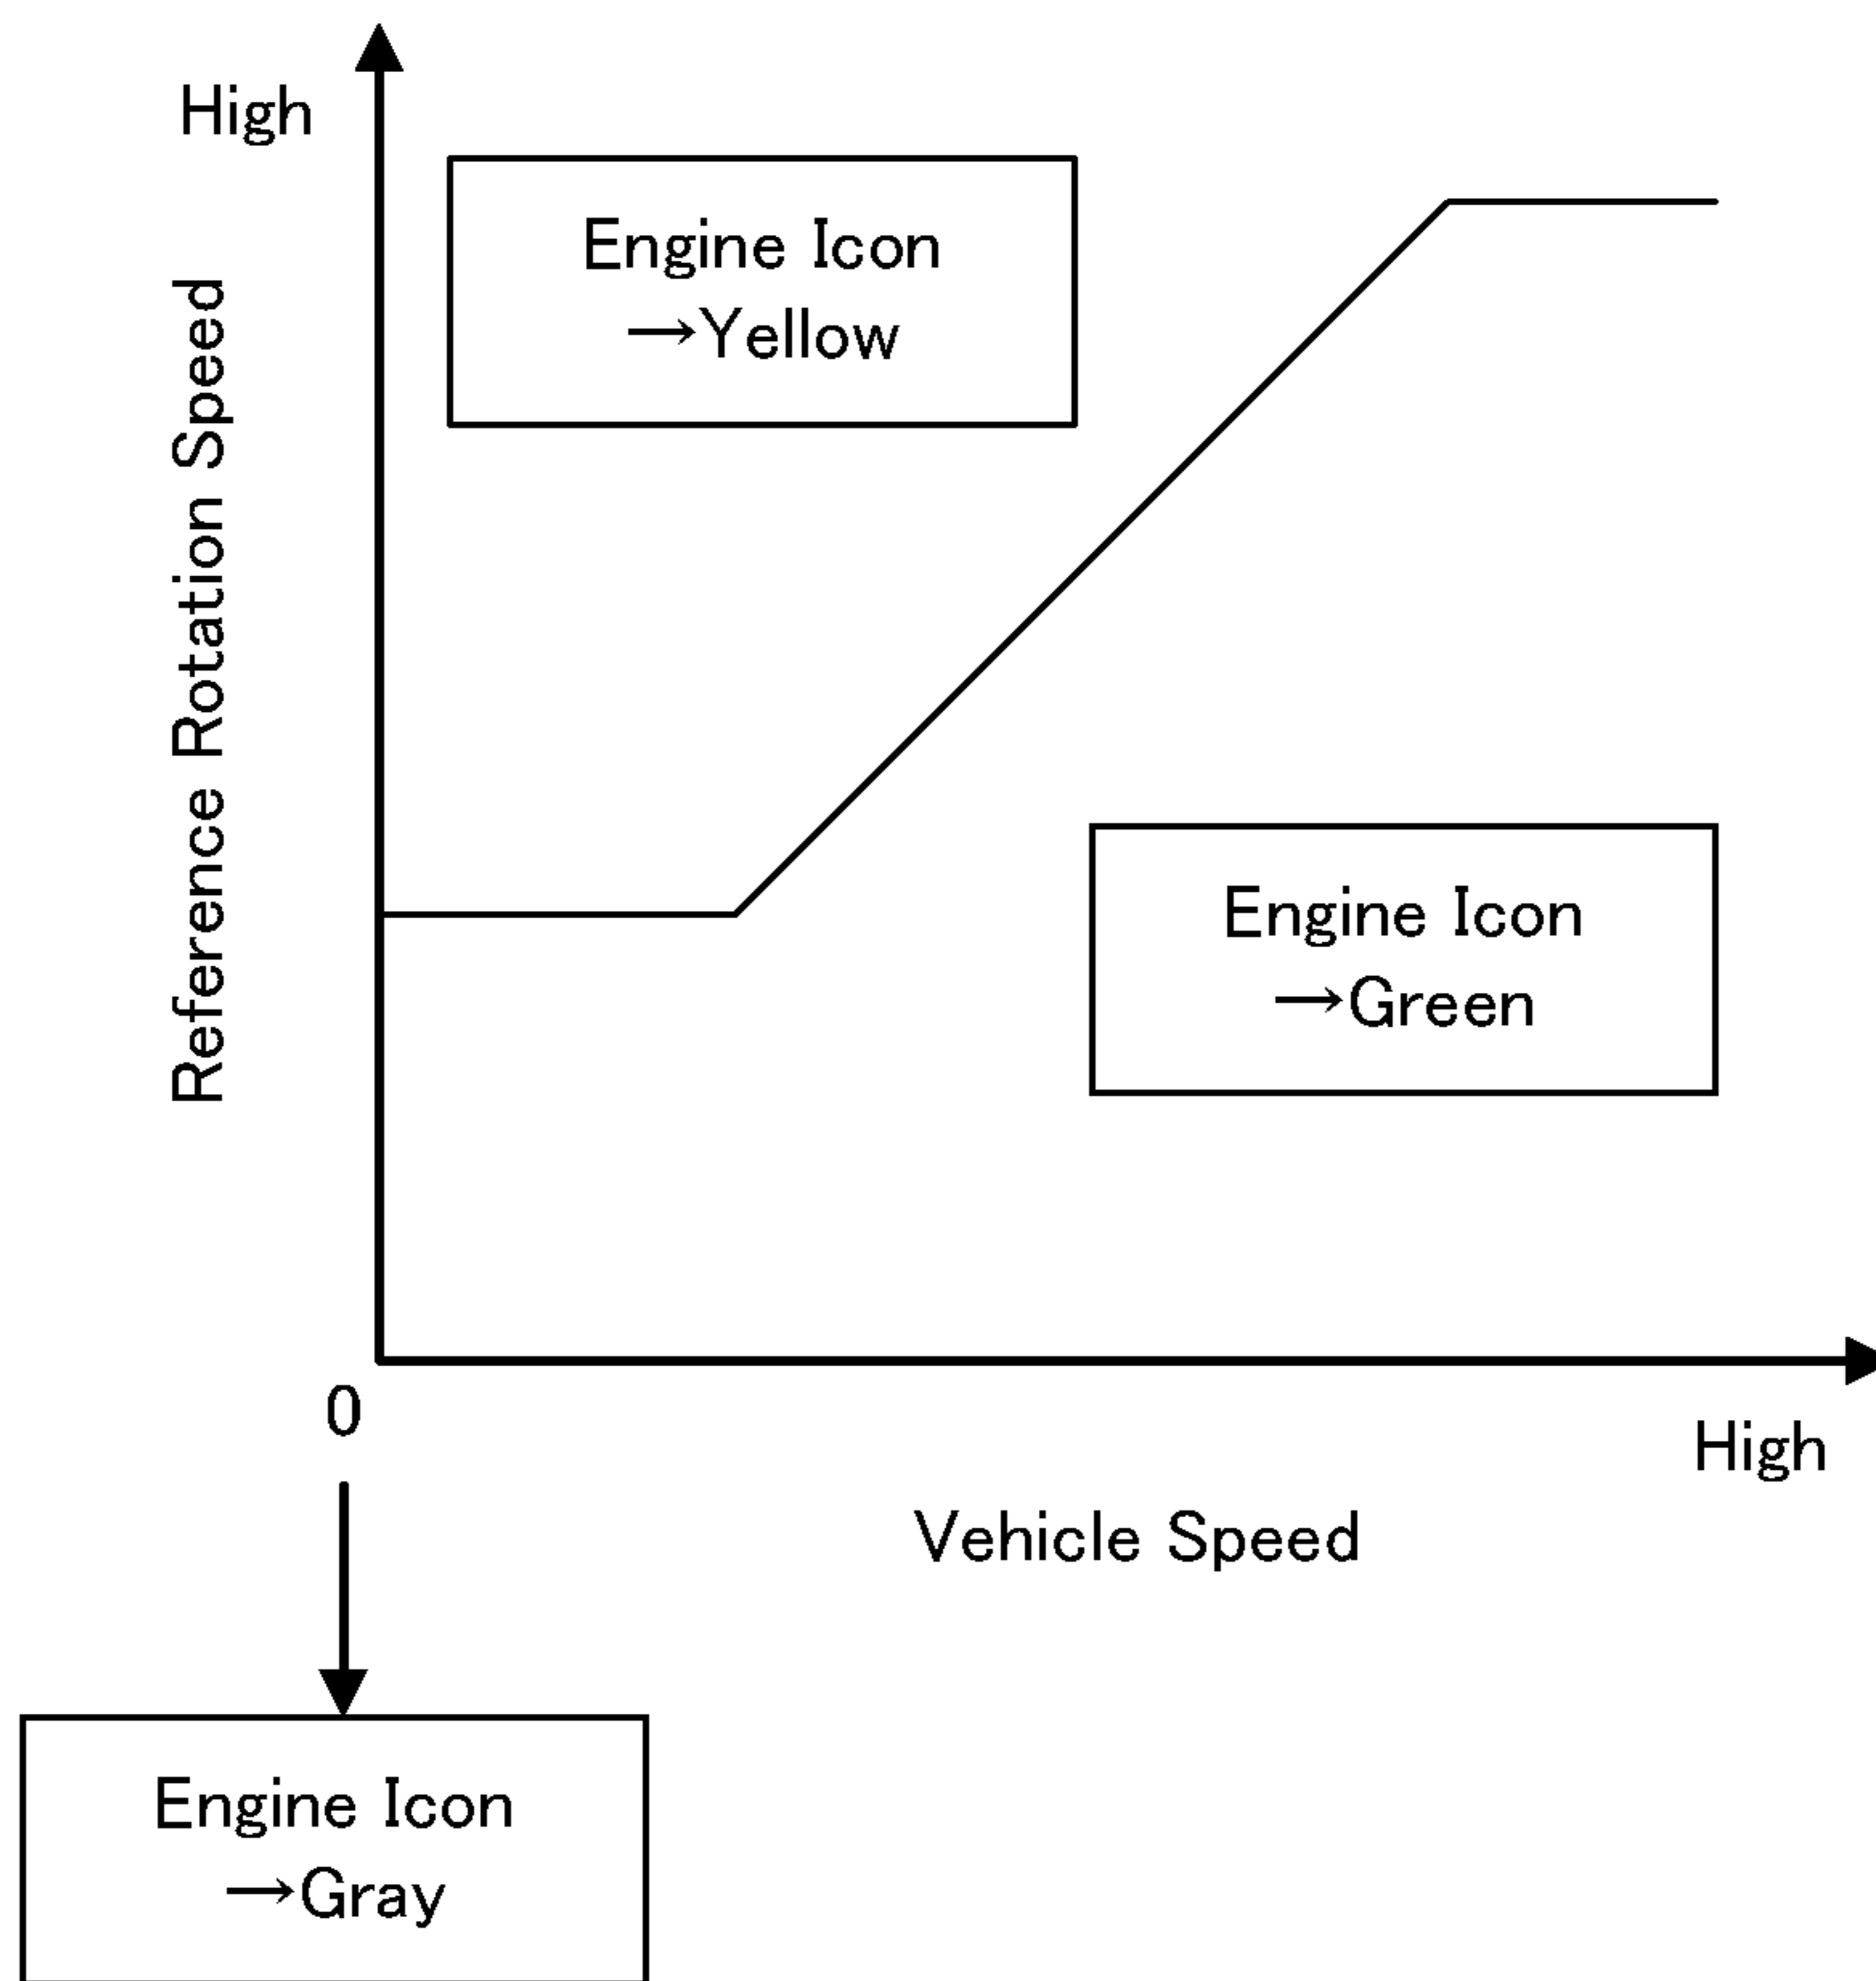 High
Engine Icon
→Yellow
Reference Rotation Speed
Engine Icon
→Green
0
High
Vehicle Speed
Engine Icon
→Gray